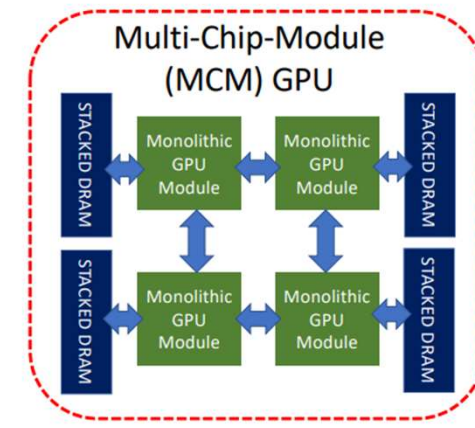 Multi-Chip-Module
(MCM) GPU
STACKED DRAM
Monolithic
GPU
Module
Monolithic
GPU
Module
STACKED DRAM
STACKED DRAM
Monolithic
GPU
Module
Monolithic
GPU
Module
STACKED DRAM